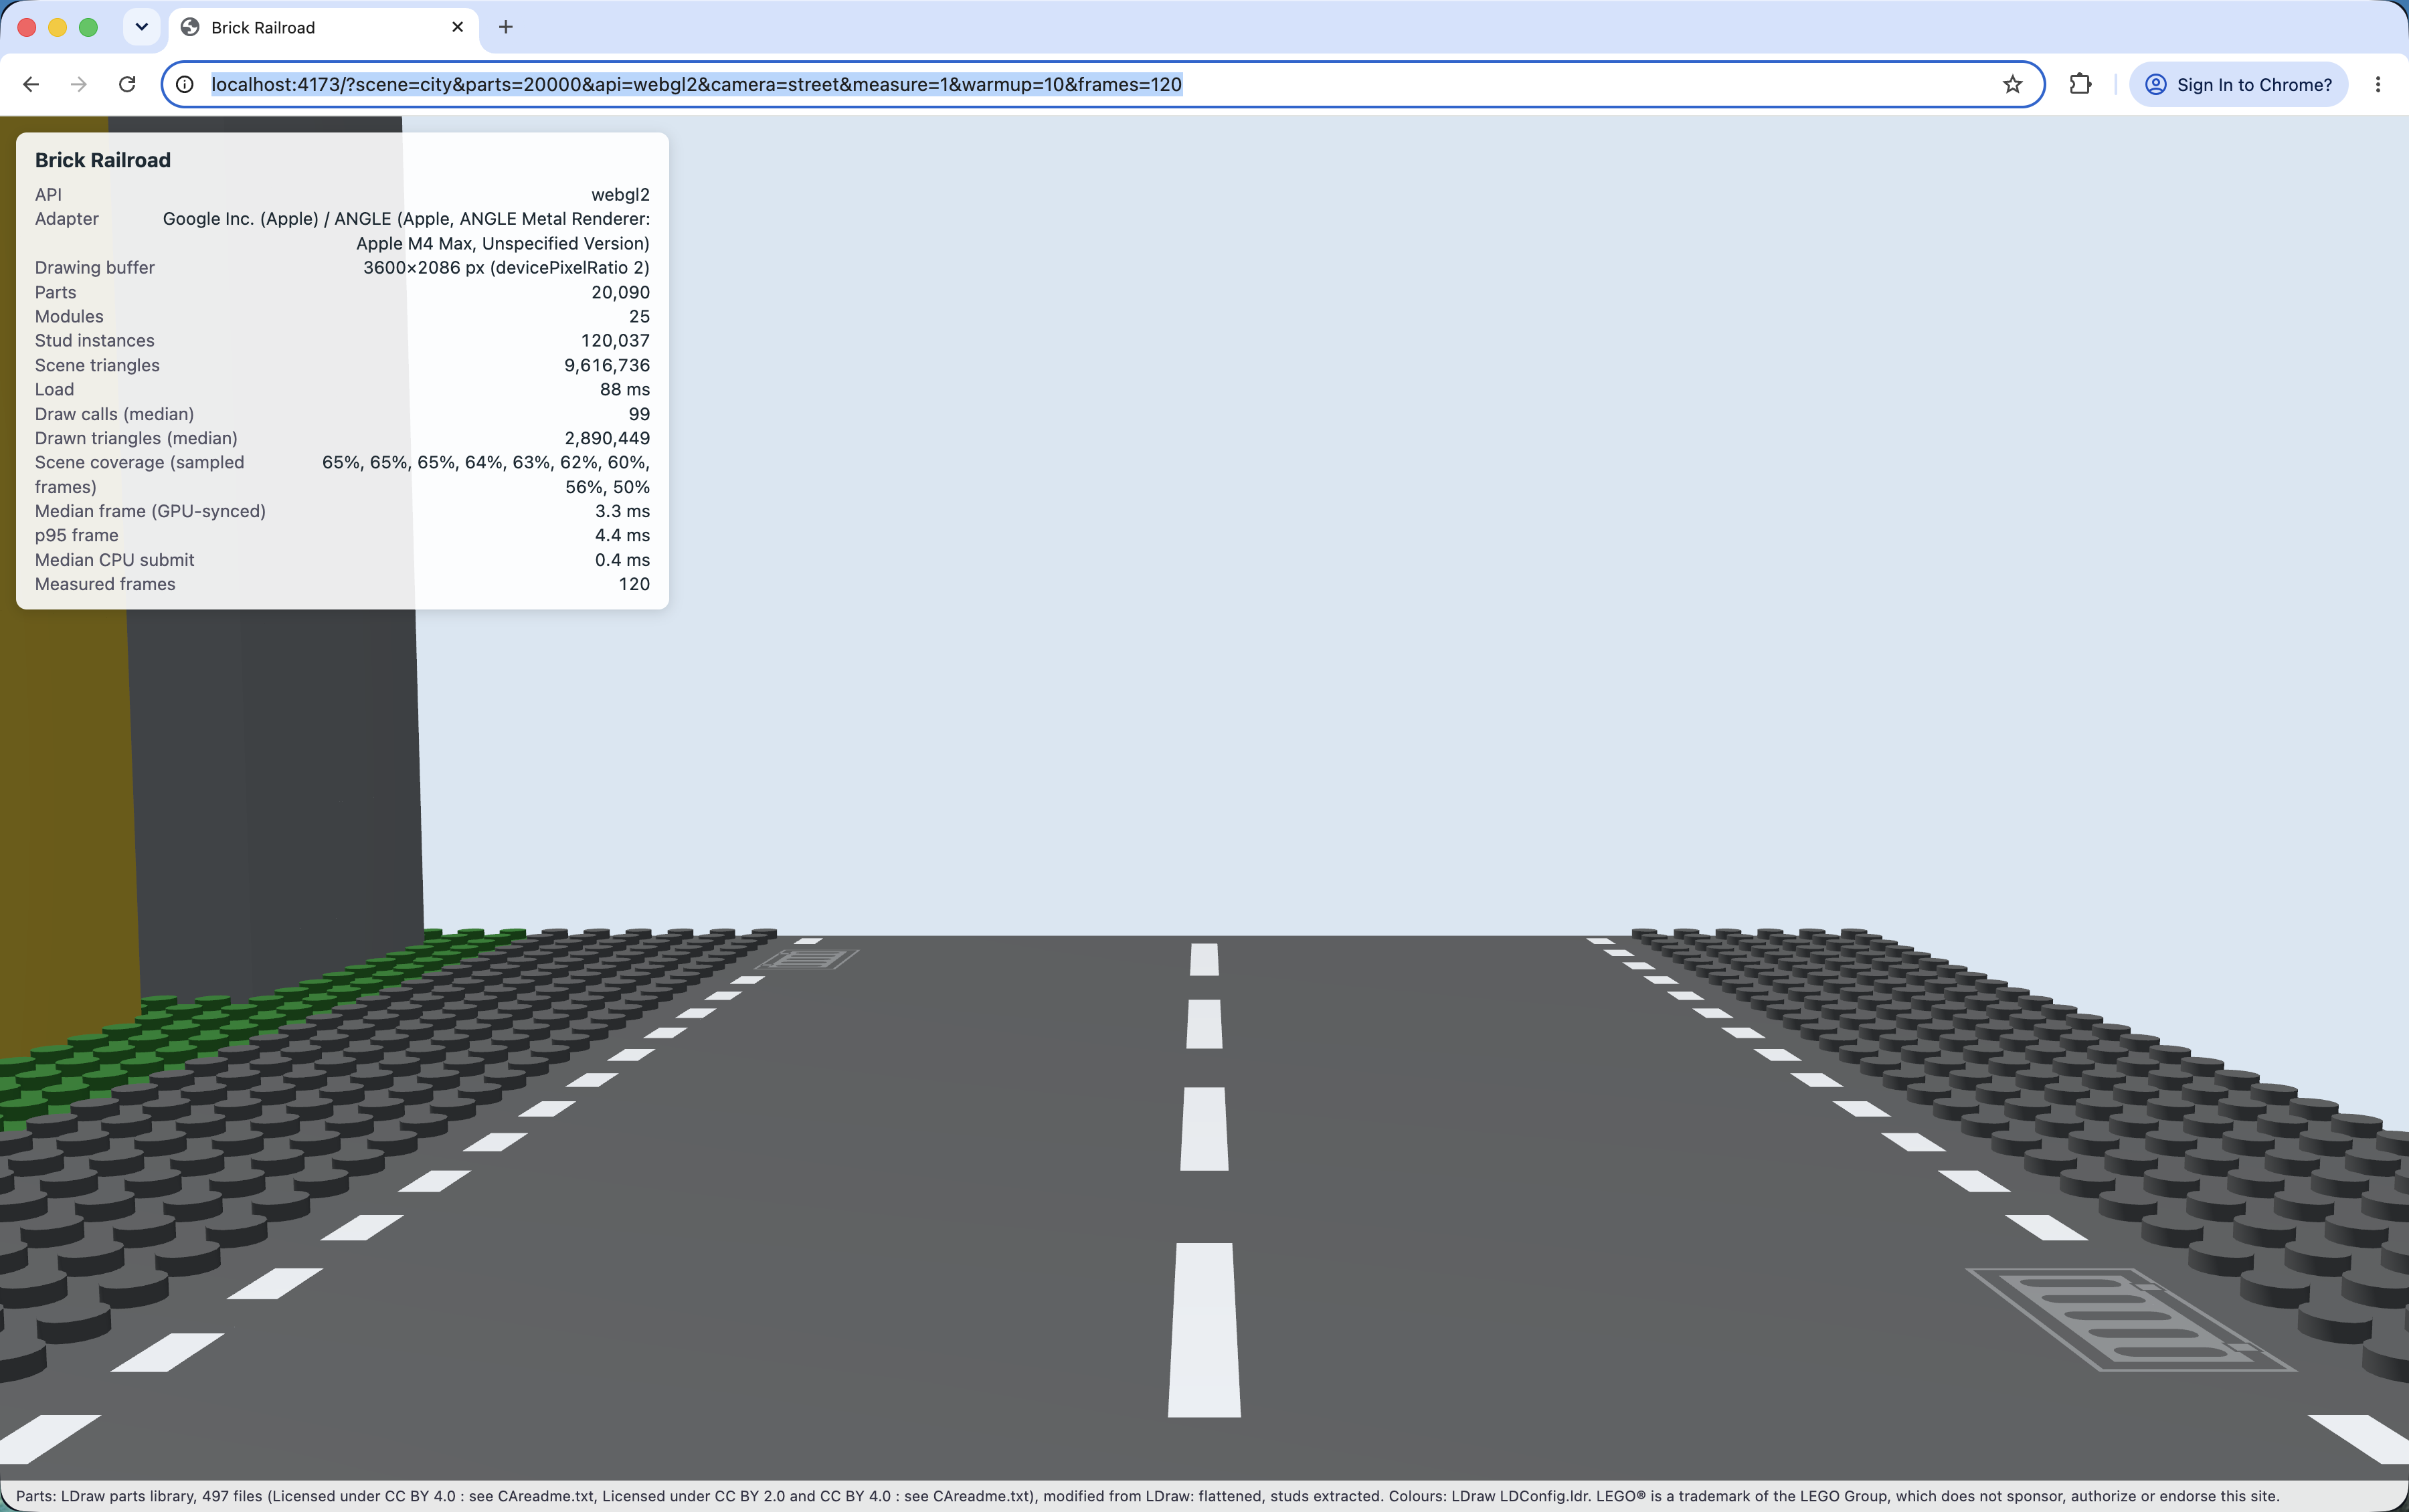 Brick Railroad
localhost:4173/?scene=city&parts=20000&api=webgl2&camera=street&measure=1&warmup=10&frames=120
Sign In to Chrome?
Brick Railroad
API webgl2
Adapter Google Inc. (Apple) / ANGLE (Apple, ANGLE Metal Renderer:
Apple M4 Max, Unspecified Version)
Drawing buffer 3600×2086 px (devicePixelRatio 2)
Parts 20,090
Modules 25
Stud instances 120,037
Scene triangles 9,616,736
Load 88 ms
Draw calls (median) 99
Drawn triangles (median) 2,890,449
Scene coverage (sampled 65%, 65%, 65%, 64%, 63%, 62%, 60%,
frames) 56%, 50%
Median frame (GPU-synced) 3.3 ms
p95 frame 4.4 ms
Median CPU submit 0.4 ms
Measured frames 120
Parts: LDraw parts library, 497 files (Licensed under CC BY 4.0 : see CAreadme.txt, Licensed under CC BY 2.0 and CC BY 4.0 : see CAreadme.txt), modified from LDraw: flattened, studs extracted. Colours: LDraw LDConfig.ldr. LEGO® is a trademark of the LEGO Group, which does not sponsor, authorize or endorse this site.